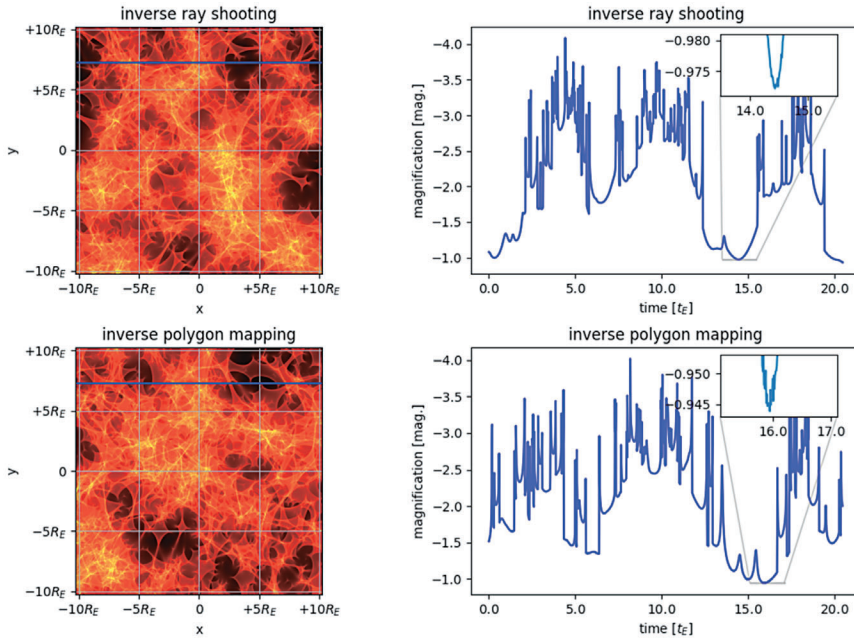 inverse ray shooting
+10R_E
+5R_E
0
−5R_E
−10R_E
y
−10R_E −5R_E 0 +5R_E +10R_E
x
inverse ray shooting
−4.0
−3.5
−3.0
−2.5
−2.0
−1.5
−1.0
magnification [mag.]
−0.980
−0.975
14.0 15.0
0.0 5.0 10.0 15.0 20.0
time [t_E]
inverse polygon mapping
+10R_E
+5R_E
0
−5R_E
−10R_E
y
−10R_E −5R_E 0 +5R_E +10R_E
x
inverse polygon mapping
−4.0
−3.5
−3.0
−2.5
−2.0
−1.5
−1.0
magnification [mag.]
−0.950
−0.945
16.0 17.0
0.0 5.0 10.0 15.0 20.0
time [t_E]